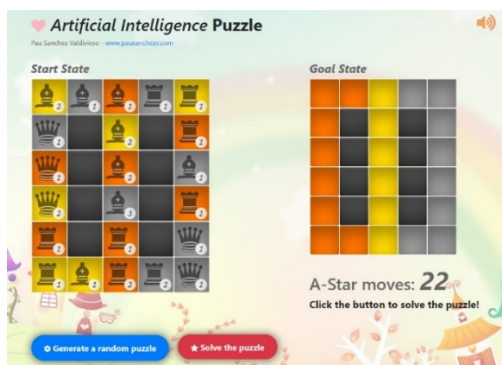 Artificial Intelligence Puzzle
Pau Sanchez Valdivieso - www.pausanchezv.com
Start State
Goal State
A-Star moves: 22
Click the button to solve the puzzle!
Generate a random puzzle
Solve the puzzle